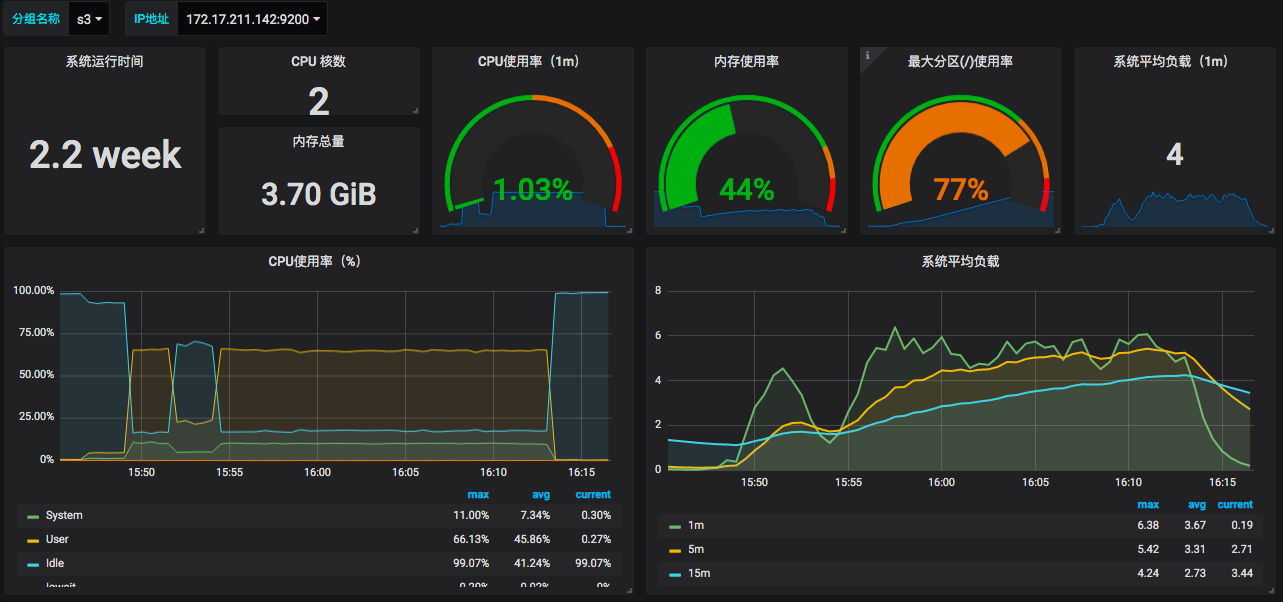 分组名称 s3 IP地址 172.17.211.142:9200
系统运行时间
2.2 week
CPU 核数
2
内存总量
3.70 GiB
CPU使用率（1m）
1.03%
内存使用率
44%
i
最大分区(/)使用率
77%
系统平均负载（1m）
4
CPU使用率（%）
100.00%
75.00%
50.00%
25.00%
0%
15:50 15:55 16:00 16:05 16:10 16:15
max avg current
System 11.00% 7.34% 0.30%
User 66.13% 45.86% 0.27%
Idle 99.07% 41.24% 99.07%
Iowait 0.20% 0.02% 0%
系统平均负载
8
6
4
2
0
15:50 15:55 16:00 16:05 16:10 16:15
max avg current
1m 6.38 3.67 0.19
5m 5.42 3.31 2.71
15m 4.24 2.73 3.44